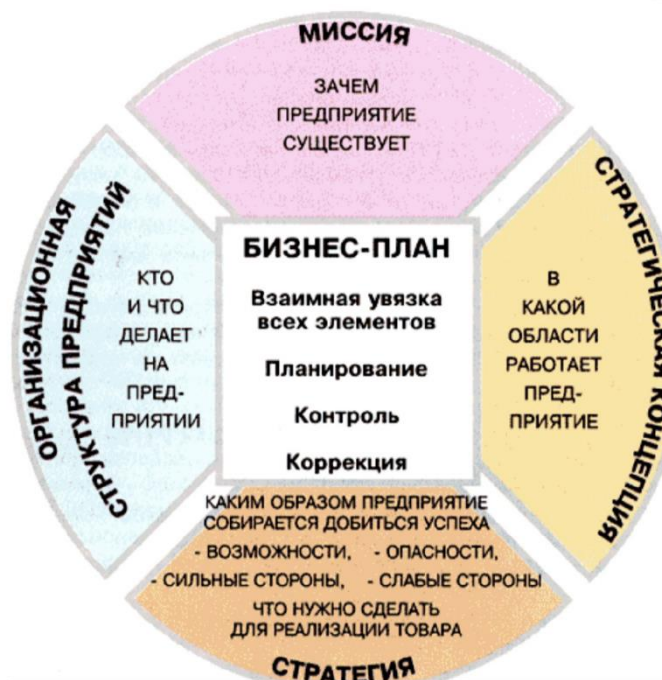 МИССИЯ
ЗАЧЕМ
ПРЕДПРИЯТИЕ
СУЩЕСТВУЕТ
ОРГАНИЗАЦИОННАЯ
СТРУКТУРА ПРЕДПРИЯТИЙ
КТО
И ЧТО
ДЕЛАЕТ
НА
ПРЕД-
ПРИЯТИИ
БИЗНЕС-ПЛАН
Взаимная увязка
всех элементов
Планирование
Контроль
Коррекция
СТРАТЕГИЧЕСКАЯ КОНЦЕПЦИЯ
В
КАКОЙ
ОБЛАСТИ
РАБОТАЕТ
ПРЕД-
ПРИЯТИЕ
КАКИМ ОБРАЗОМ ПРЕДПРИЯТИЕ
СОБИРАЕТСЯ ДОБИТЬСЯ УСПЕХА
- ВОЗМОЖНОСТИ, - ОПАСНОСТИ,
- СИЛЬНЫЕ СТОРОНЫ, - СЛАБЫЕ СТОРОНЫ
ЧТО НУЖНО СДЕЛАТЬ
ДЛЯ РЕАЛИЗАЦИИ ТОВАРА
СТРАТЕГИЯ